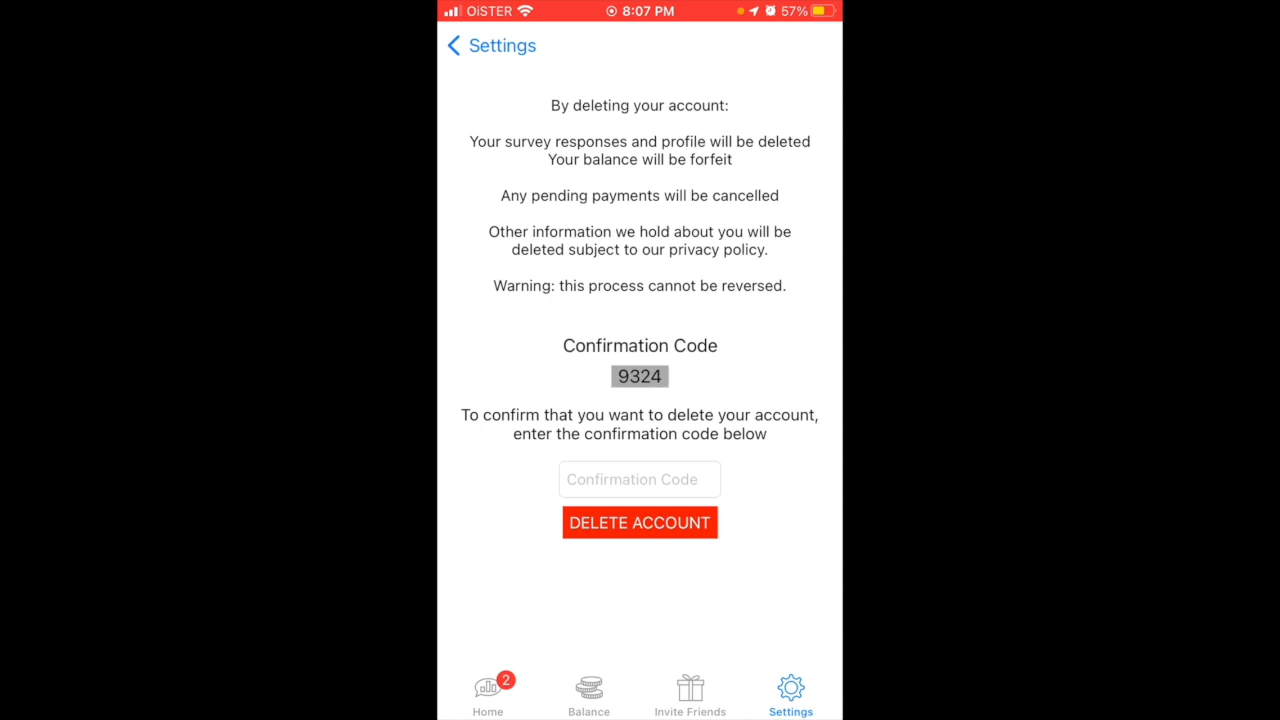 OiSTER 8:07 PM 57%
Settings
By deleting your account:
Your survey responses and profile will be deleted
Your balance will be forfeit
Any pending payments will be cancelled
Other information we hold about you will be
deleted subject to our privacy policy.
Warning: this process cannot be reversed.
Confirmation Code
9324
To confirm that you want to delete your account,
enter the confirmation code below
Confirmation Code
DELETE ACCOUNT
2
Home Balance Invite Friends Settings